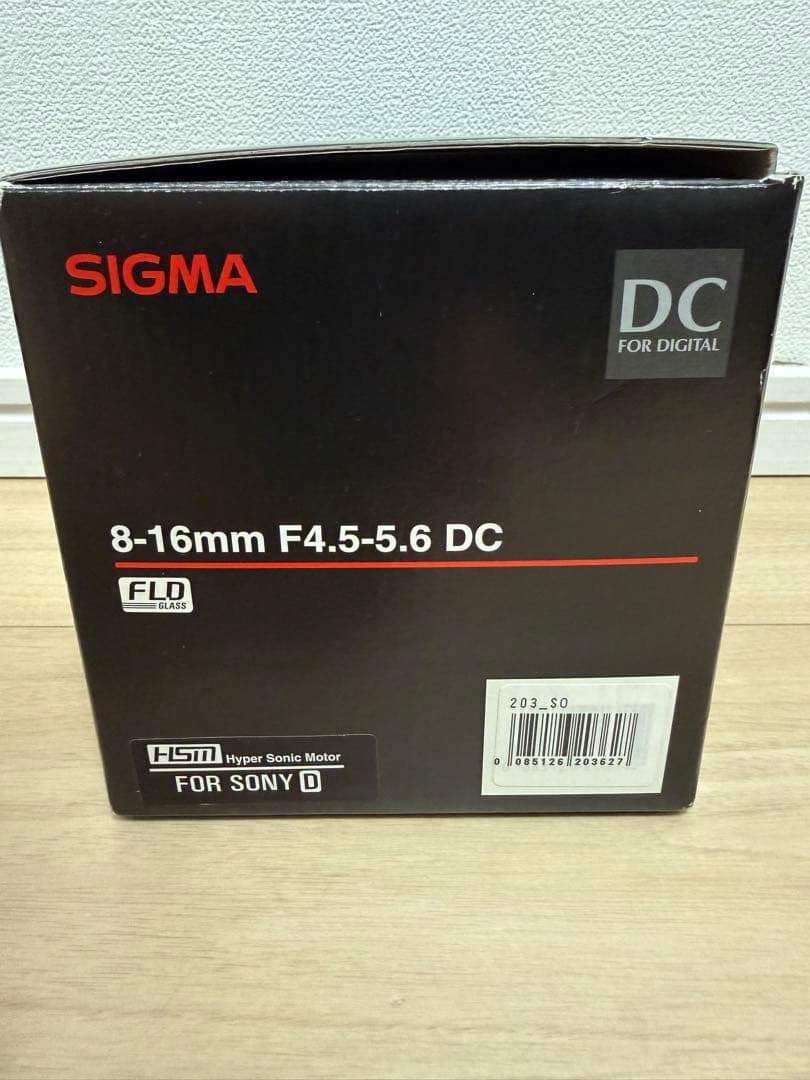 SIGMA
DC
FOR DIGITAL
8-16mm F4.5-5.6 DC
FLD
GLASS
HSM Hyper Sonic Motor
FOR SONY D
203_SO
0 085126 203627